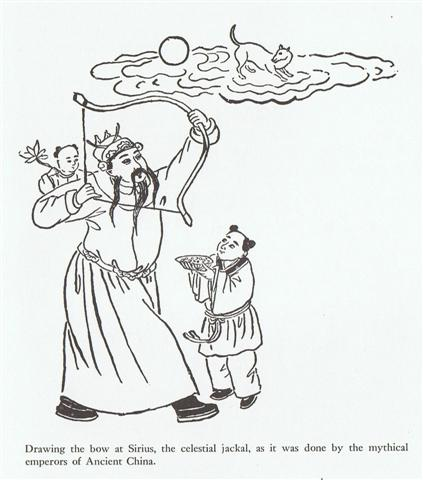 Drawing the bow at Sirius, the celestial jackal, as it was done by the mythical
emperors of Ancient China.